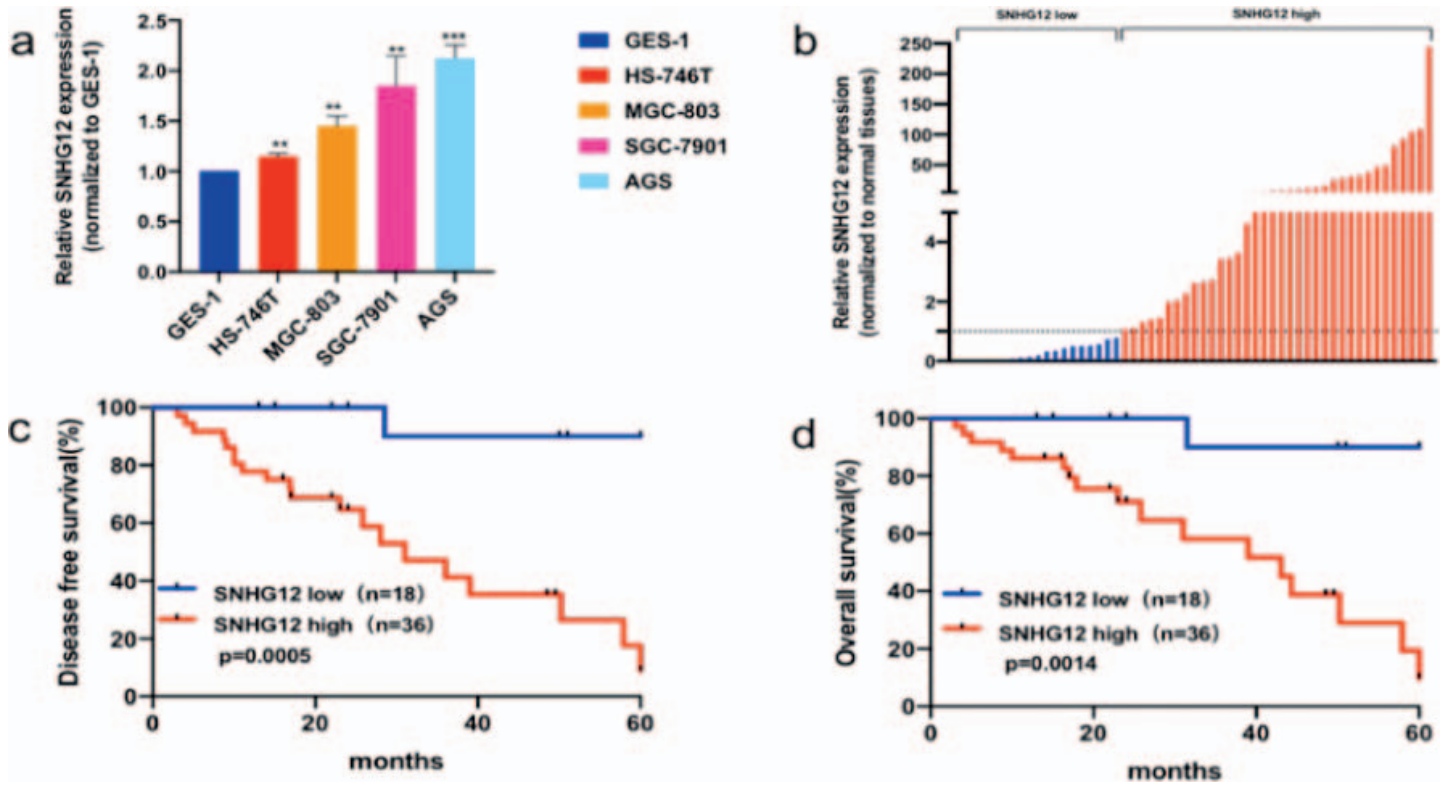 a
Relative SNHG12 expression
(normalized to GES-1)
2.5
2.0
1.5
1.0
0.5
0.0
**
**
**
***
GES-1
HS-746T
MGC-803
SGC-7901
AGS
GES-1
HS-746T
MGC-803
SGC-7901
AGS
b
SNHG12 low
SNHG12 high
Relative SNHG12 expression
(normalized to normal tissues)
250
200
150
100
50
4
2
0
c
Disease free survival(%)
100
80
60
40
20
0
SNHG12 low (n=18)
SNHG12 high (n=36)
p=0.0005
0 20 40 60
months
d
Overall survival(%)
100
80
60
40
20
0
SNHG12 low (n=18)
SNHG12 high (n=36)
p=0.0014
0 20 40 60
months